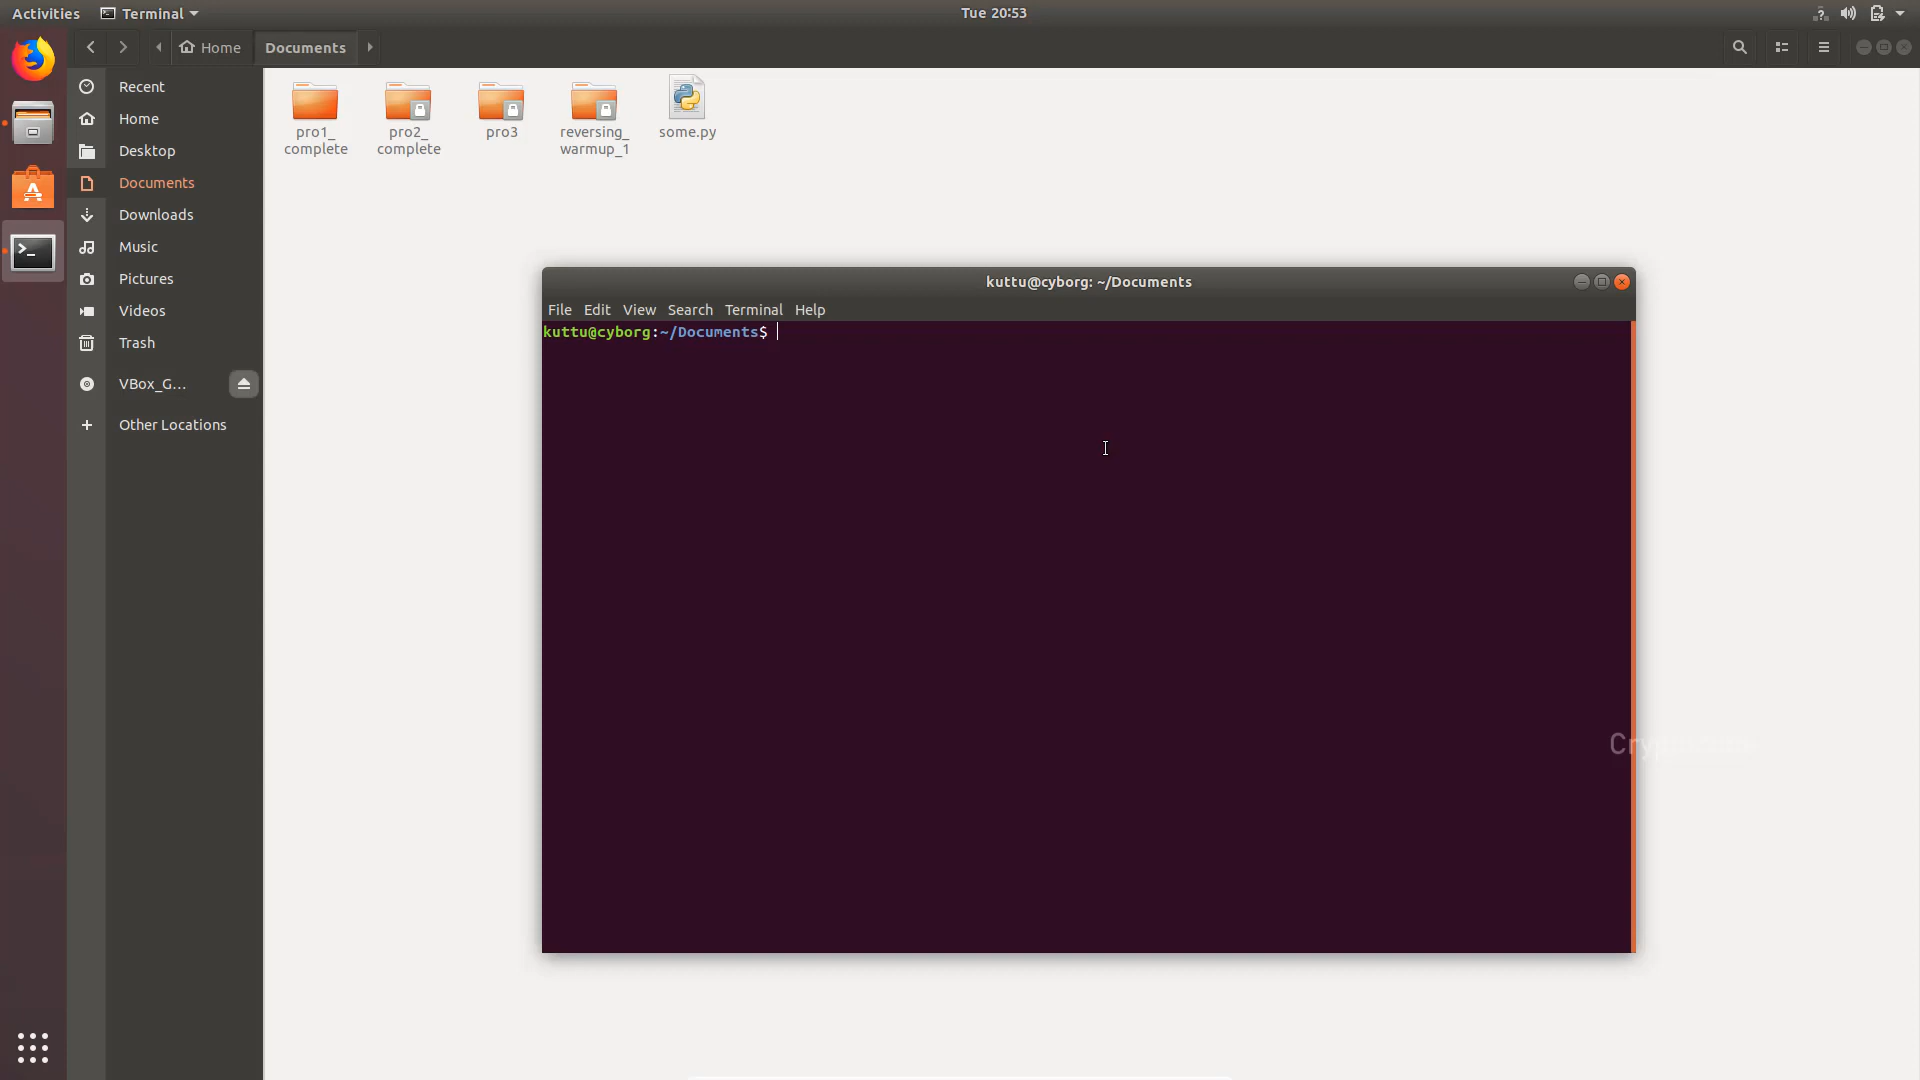 Activities
Terminal
Tue 20:53
?
Home
Documents
Recent
Home
Desktop
Documents
Downloads
Music
Pictures
Videos
Trash
VBox_G...
Other Locations
pro1_
complete
pro2_
complete
pro3
reversing_
warmup_1
some.py
kuttu@cyborg: ~/Documents
File Edit View Search Terminal Help
kuttu@cyborg:~/Documents$